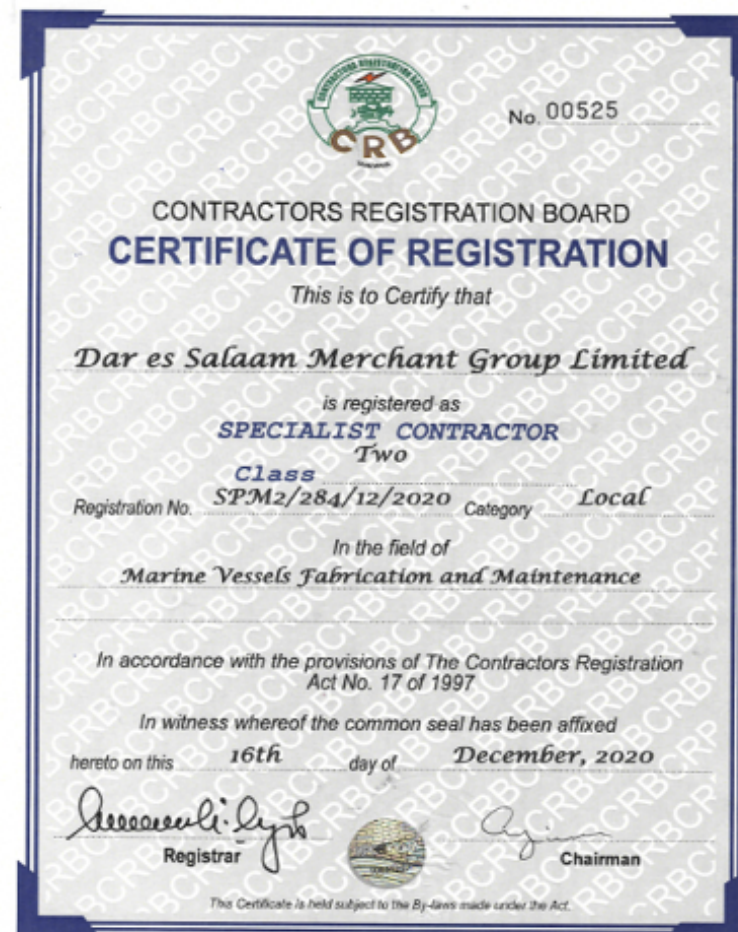 CONTRACTORS REGISTRATION BOARD
CRB
No. 00525
CONTRACTORS REGISTRATION BOARD
CERTIFICATE OF REGISTRATION
This is to Certify that
Dar es Salaam Merchant Group Limited
is registered as
SPECIALIST CONTRACTOR
Two
Class
Registration No. SPM2/284/12/2020 Category Local
In the field of
Marine Vessels Fabrication and Maintenance
In accordance with the provisions of The Contractors Registration
Act No. 17 of 1997
In witness whereof the common seal has been affixed
hereto on this 16th day of December, 2020
Registrar
Chairman
This Certificate is held subject to the By-laws made under the Act.